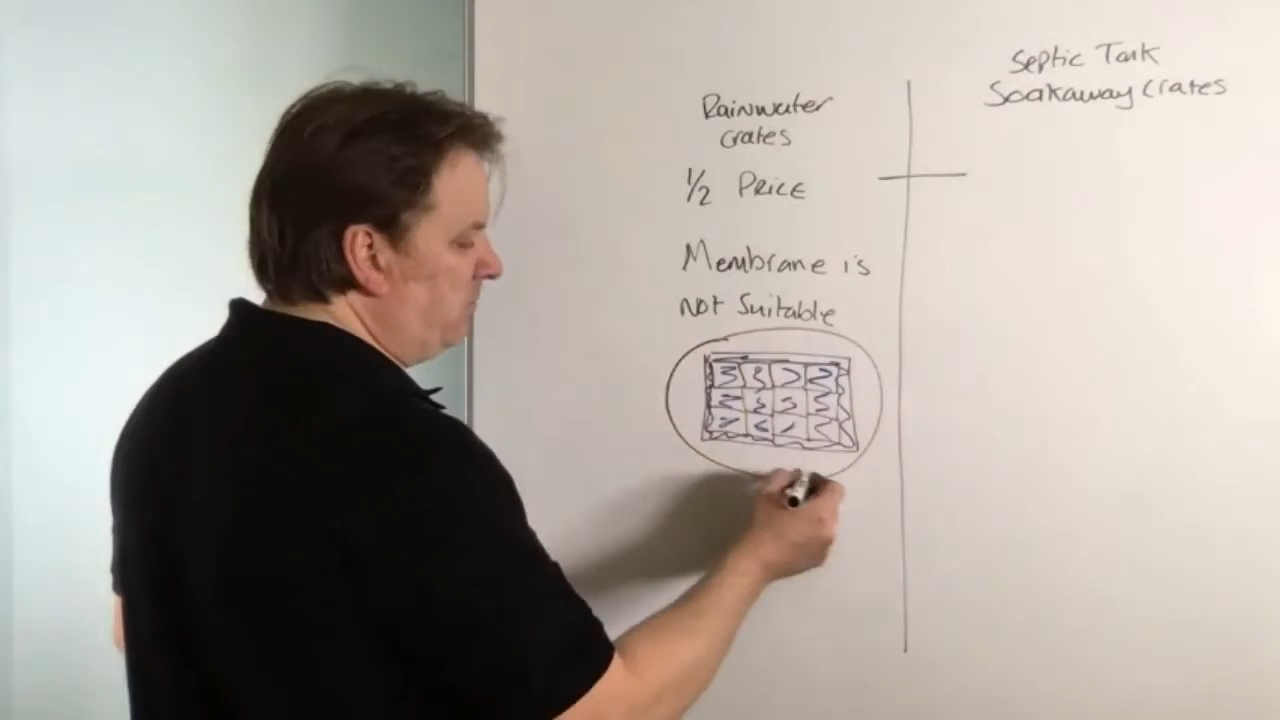 Rainwater
crates
1/2 PRICE
Membrane is
not Suitable
Septic Tank
Soakaway Crates